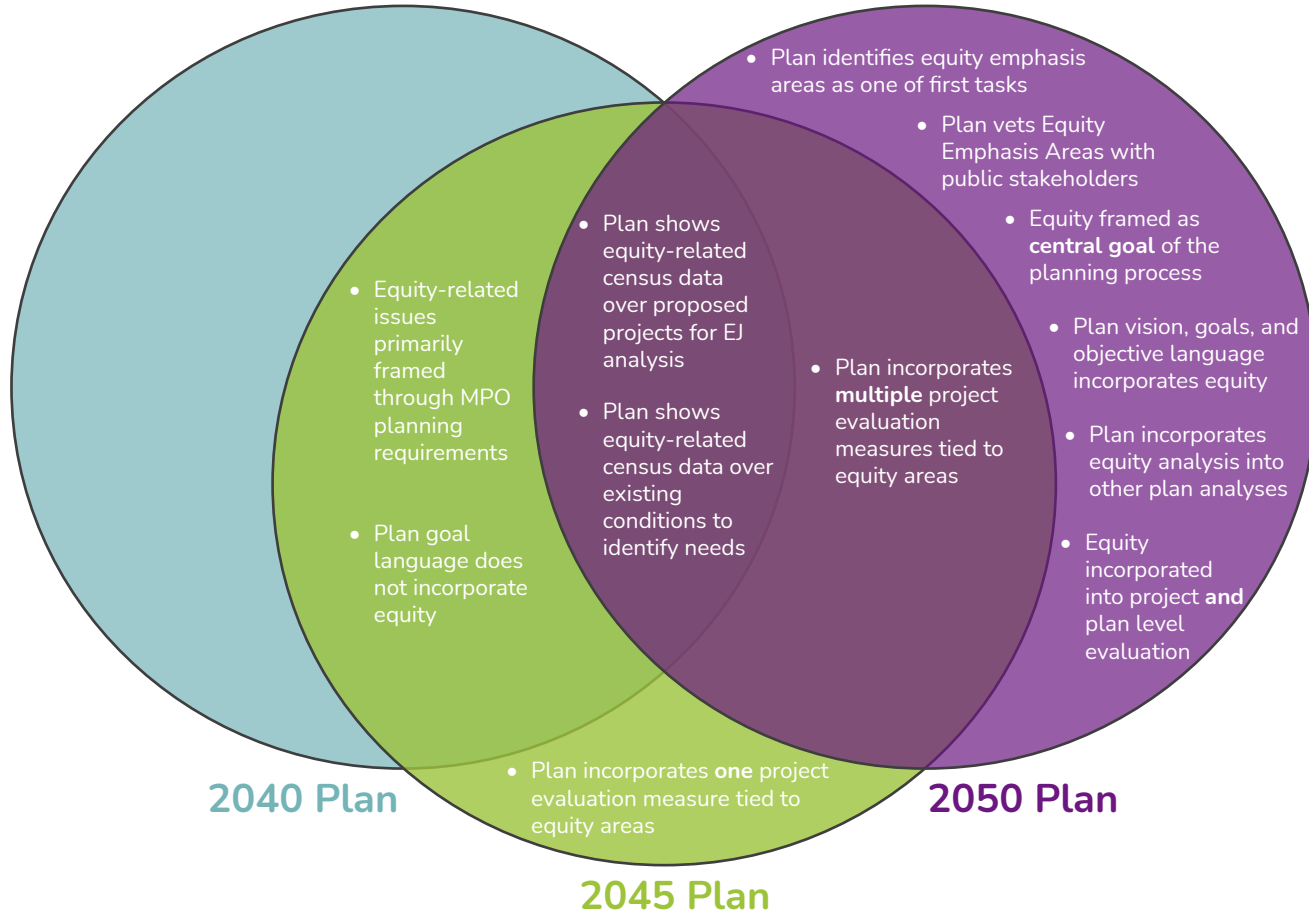 • Plan identifies equity emphasis
areas as one of first tasks
• Plan vets Equity
Emphasis Areas with
public stakeholders
• Equity framed as
central goal of the
planning process
• Plan vision, goals, and
objective language
incorporates equity
• Plan incorporates
equity analysis into
other plan analyses
• Equity
incorporated
into project and
plan level
evaluation
• Plan shows
equity-related
census data
over proposed
projects for EJ
analysis
• Plan shows
equity-related
census data over
existing
conditions to
identify needs
• Equity-related
issues
primarily
framed
through MPO
planning
requirements
• Plan goal
language does
not incorporate
equity
• Plan incorporates
multiple project
evaluation
measures tied to
equity areas
• Plan incorporates one project
evaluation measure tied to
equity areas
2040 Plan
2050 Plan
2045 Plan